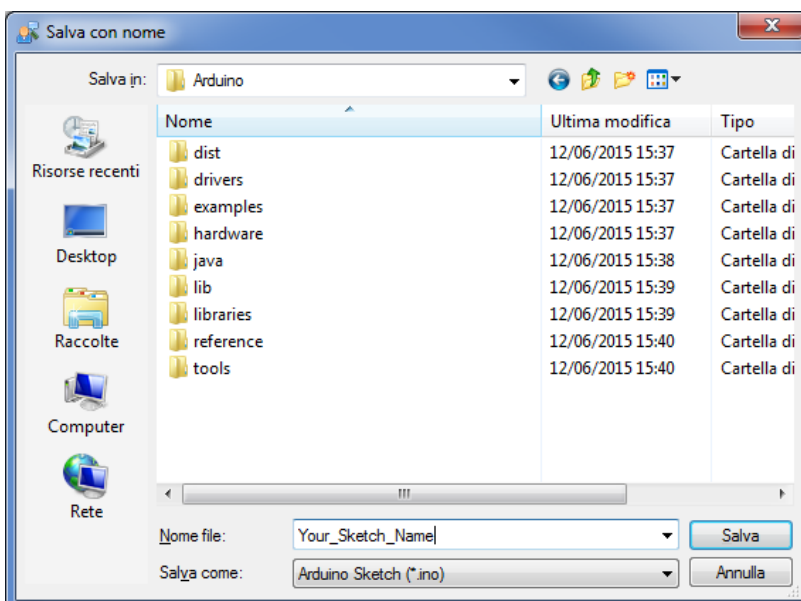 Salva con nome
Salva in: Arduino
Nome Ultima modifica Tipo
dist 12/06/2015 15:37 Cartella di
drivers 12/06/2015 15:37 Cartella di
examples 12/06/2015 15:37 Cartella di
hardware 12/06/2015 15:37 Cartella di
java 12/06/2015 15:38 Cartella di
lib 12/06/2015 15:39 Cartella di
libraries 12/06/2015 15:39 Cartella di
reference 12/06/2015 15:40 Cartella di
tools 12/06/2015 15:40 Cartella di
Risorse recenti
Desktop
Raccolte
Computer
Rete
Nome file: Your_Sketch_Name Salva
Salva come: Arduino Sketch (*.ino) Annulla